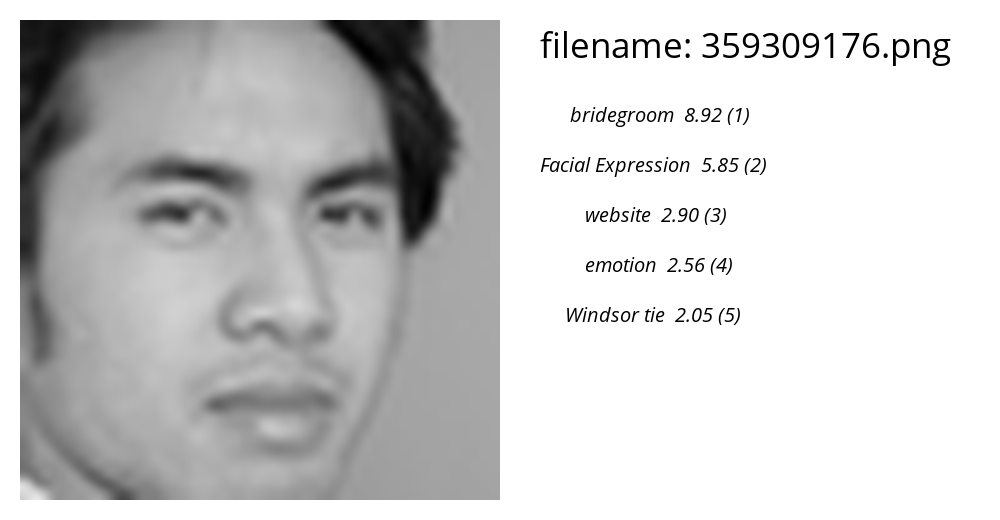 filename: 359309176.png
bridegroom 8.92 (1)
Facial Expression 5.85 (2)
website 2.90 (3)
emotion 2.56 (4)
Windsor tie 2.05 (5)